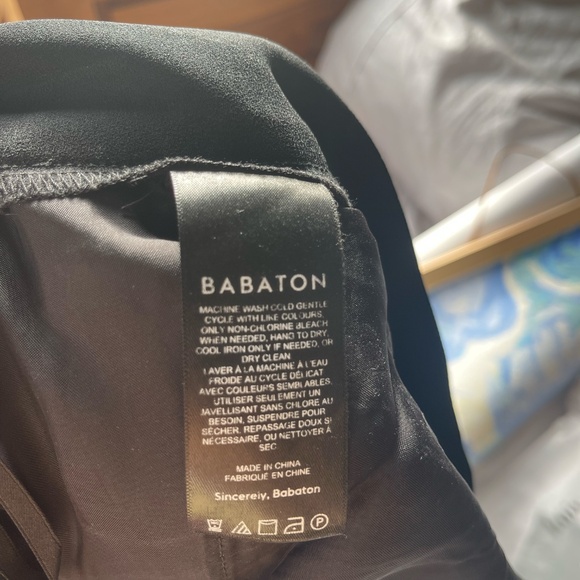 BABATON
MACHINE WASH COLD GENTLE
CYCLE WITH LIKE COLOURS.
ONLY NON-CHLORINE BLEACH
WHEN NEEDED, HANG TO DRY.
COOL IRON ONLY IF NEEDED, OR
DRY CLEAN
LAVER À LA MACHINE À L'EAU
FROIDE AU CYCLE DÉLICAT
AVEC COULEURS SEMBLABLES.
UTILISER SEULEMENT UN
JAVELLISANT SANS CHLORE AU
BESOIN, SUSPENDRE POUR
SÉCHER. REPASSAGE DOUX SI
NÉCESSAIRE, OU NETTOYER À
SEC
MADE IN CHINA
FABRIQUÉ EN CHINE
Sincerely, Babaton
P